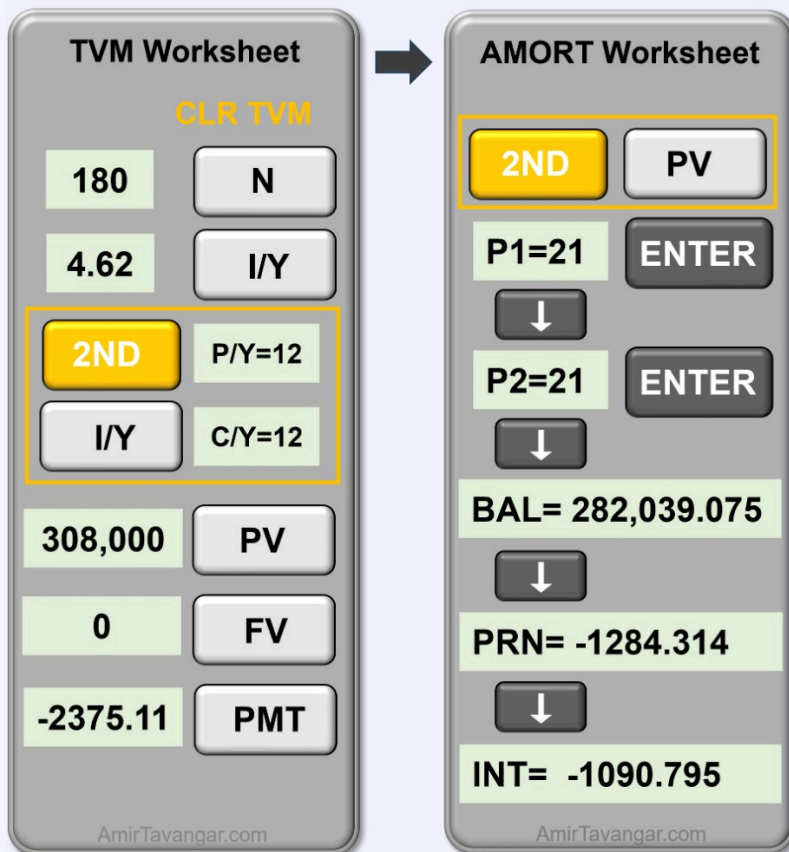 TVM Worksheet
CLR TVM
180 N
4.62 I/Y
2ND P/Y=12
I/Y C/Y=12
308,000 PV
0 FV
-2375.11 PMT
AmirTavangar.com
AMORT Worksheet
2ND PV
P1=21 ENTER
↓
P2=21 ENTER
↓
BAL= 282,039.075
↓
PRN= -1284.314
↓
INT= -1090.795
AmirTavangar.com